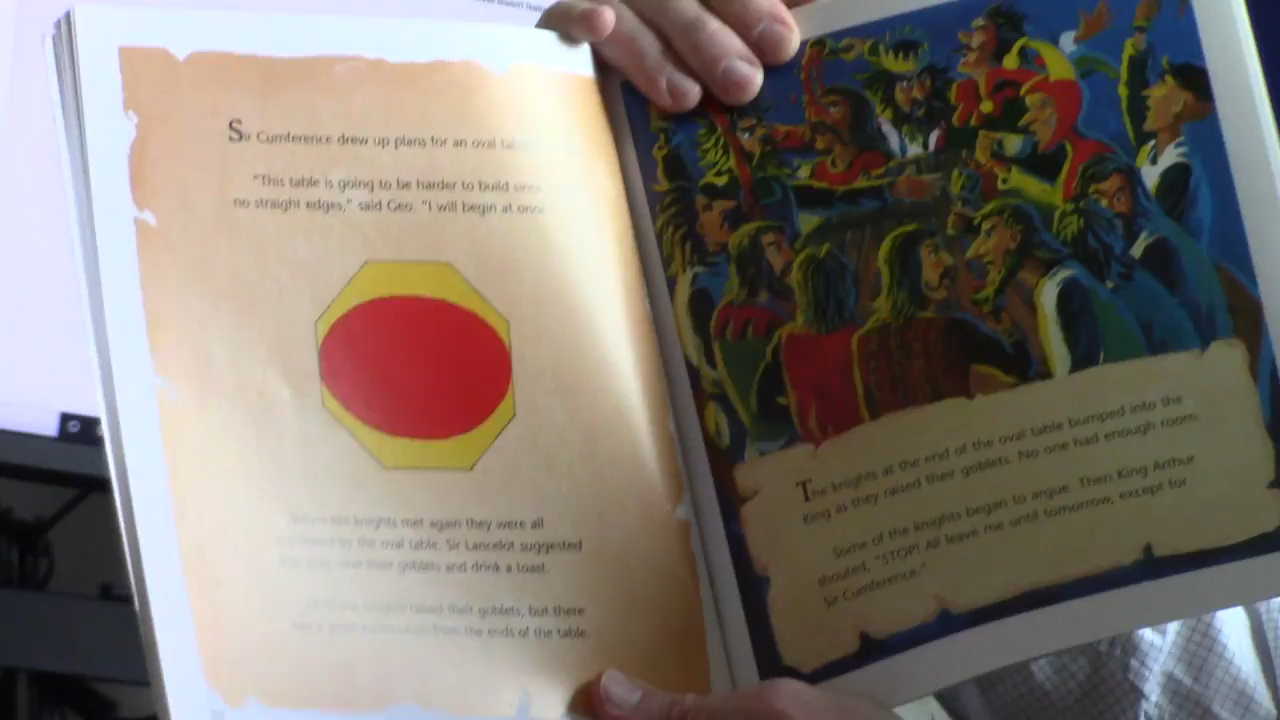 Sir Cumference drew up plans for an oval
"This table is going to be harder to build since
no straight edges," said Geo. "I will begin at once
knights met again they were all
by the oval table. Sir Lancelot suggested
their goblets and drink a toast.
raised their goblets, but there
from the ends of the table.
The knights at the end of the oval table bumped into the
King as they raised their goblets. No one had enough room.
Some of the knights began to argue. Then King Arthur
shouted, "STOP! All leave me until tomorrow, except for
Sir Cumference."